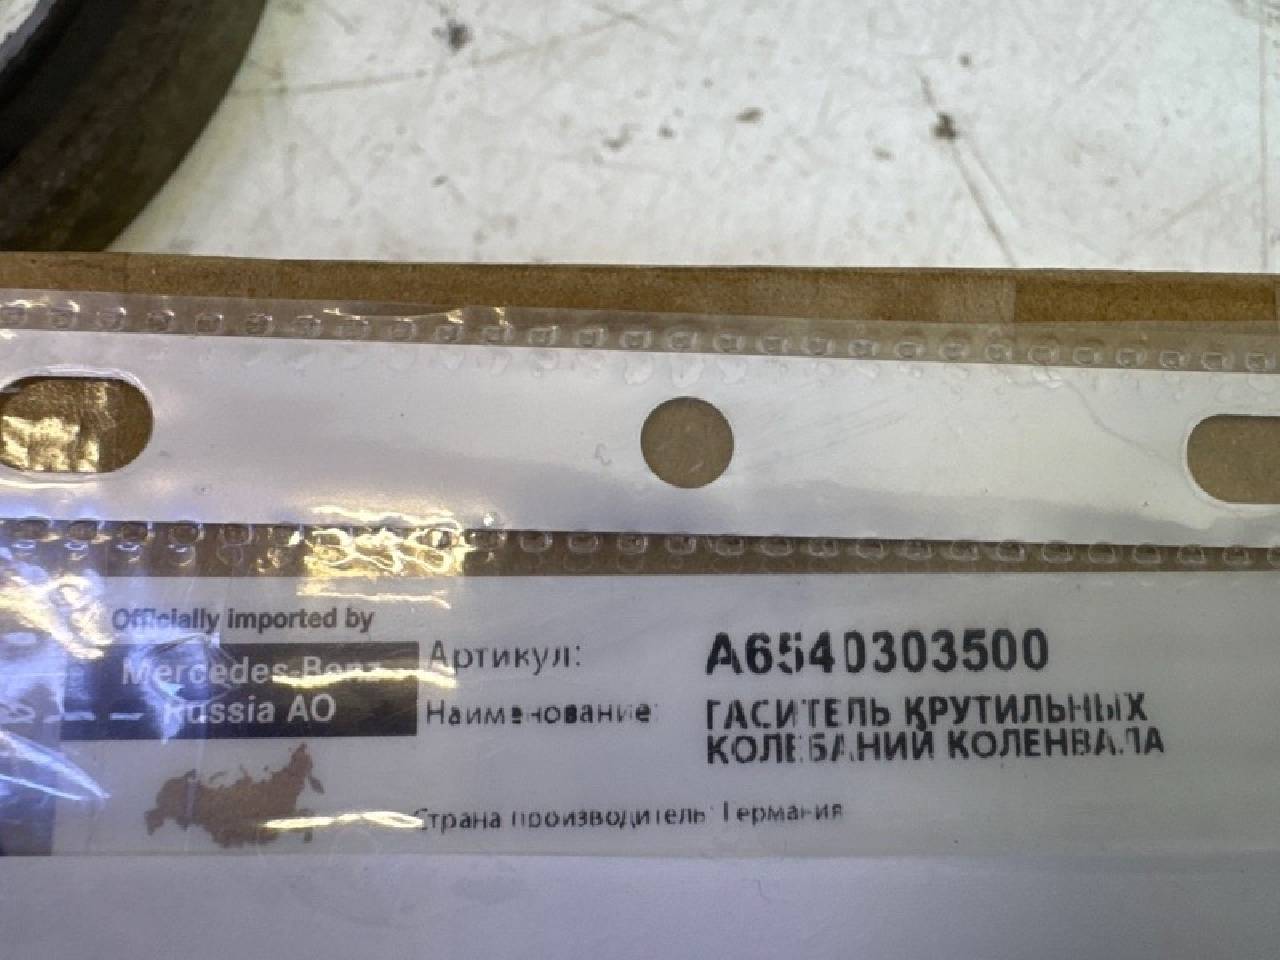 Officially imported by
Mercedes-Benz
Russia AO
Артикул: A6540303500
Наименование: ГАСИТЕЛЬ КРУТИЛЬНЫХ
КОЛЕБАНИЙ КОЛЕНВАЛА
Страна производитель: Германия